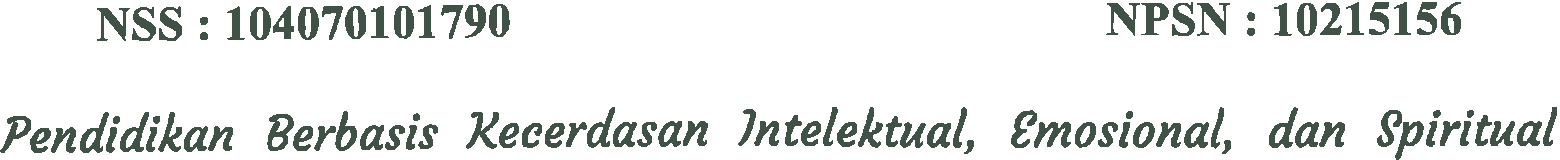 NSS : 104070101790 NPSN : 10215156
Pendidikan Berbasis Kecerdasan Intelektual, Emosional, dan Spiritual